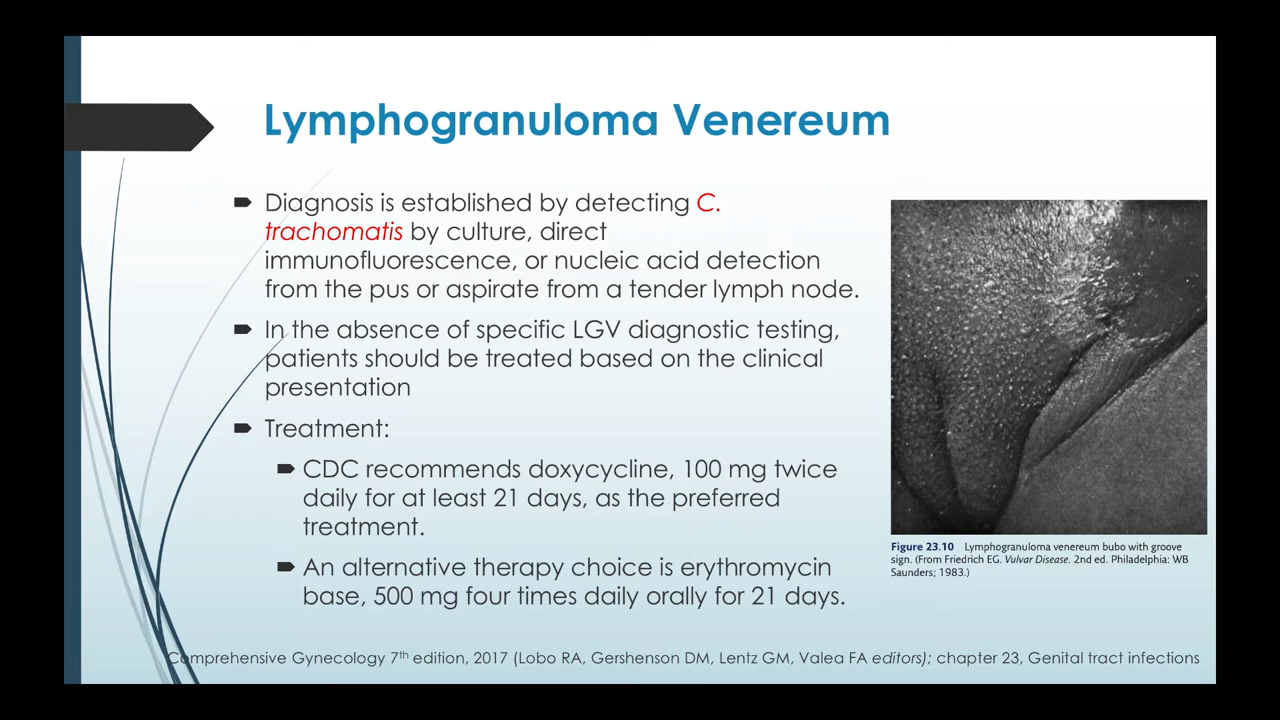 Lymphogranuloma Venereum
Diagnosis is established by detecting C.
trachomatis by culture, direct
immunofluorescence, or nucleic acid detection
from the pus or aspirate from a tender lymph node.
In the absence of specific LGV diagnostic testing,
patients should be treated based on the clinical
presentation
Treatment:
CDC recommends doxycycline, 100 mg twice
daily for at least 21 days, as the preferred
treatment.
An alternative therapy choice is erythromycin
base, 500 mg four times daily orally for 21 days.
Figure 23.10 Lymphogranuloma venereum bubo with groove
sign. (From Friedrich EG. Vulvar Disease. 2nd ed. Philadelphia: WB
Saunders; 1983.)
Comprehensive Gynecology 7th edition, 2017 (Lobo RA, Gershenson DM, Lentz GM, Valea FA editors); chapter 23, Genital tract infections